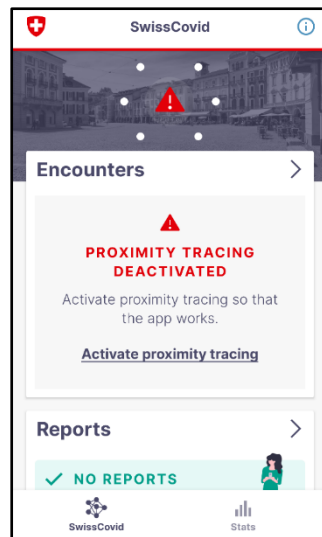 SwissCovid
Encounters
PROXIMITY TRACING
DEACTIVATED
Activate proximity tracing so that
the app works.
Activate proximity tracing
Reports
NO REPORTS
SwissCovid
Stats